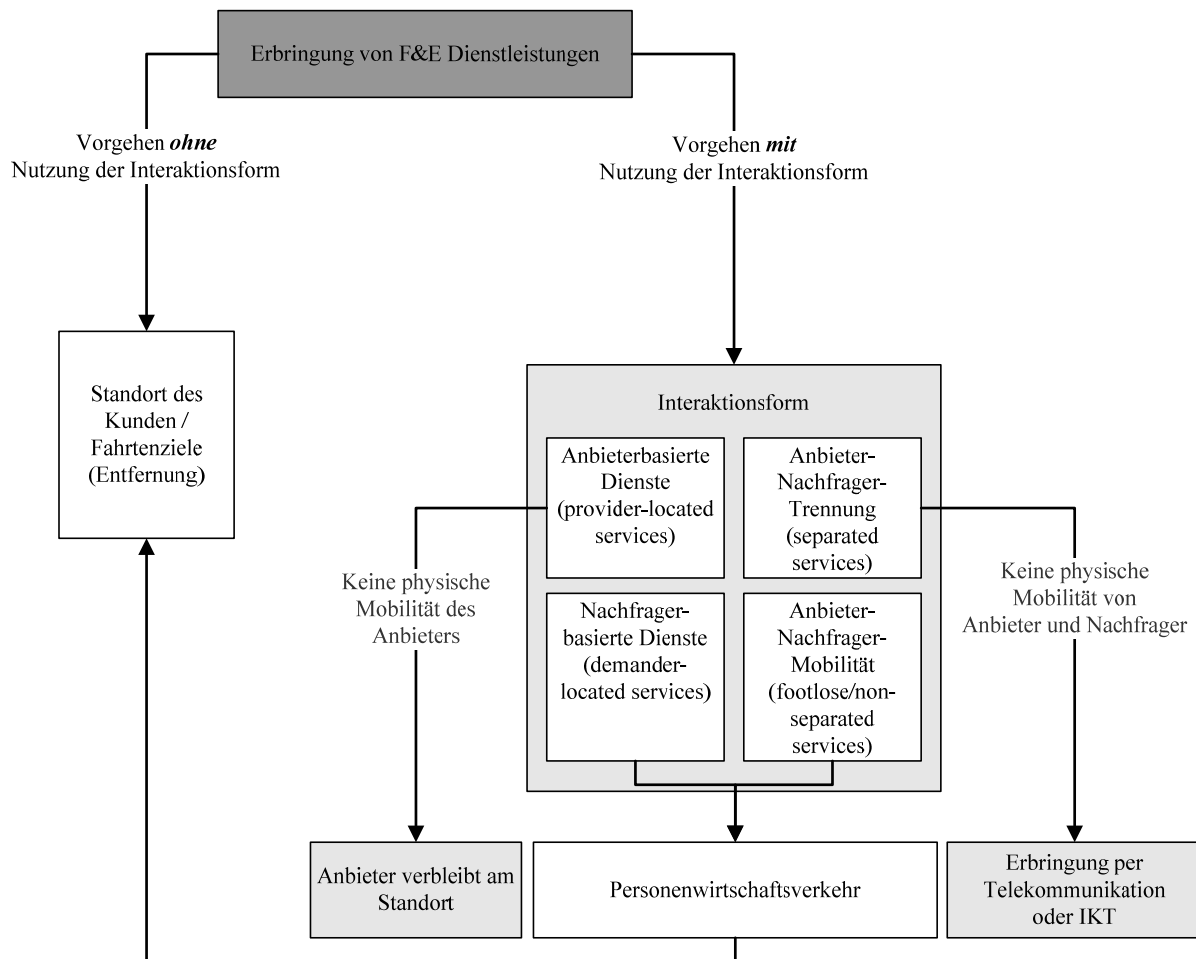 Erbringung von F&E Dienstleistungen
Vorgehen ohne
Nutzung der Interaktionsform
Vorgehen mit
Nutzung der Interaktionsform
Standort des
Kunden /
Fahrtenziele
(Entfernung)
Interaktionsform
Anbieterbasierte
Dienste
(provider-located
services)
Anbieter-
Nachfrager-
Trennung
(separated
services)
Keine physische
Mobilität des
Anbieters
Keine physische
Mobilität von
Anbieter und Nachfrager
Nachfrager-
basierte Dienste
(demander-
located services)
Anbieter-
Nachfrager-
Mobilität
(footlose/non-
separated
services)
Anbieter verbleibt am
Standort
Personenwirtschaftsverkehr
Erbringung per
Telekommunikation
oder IKT